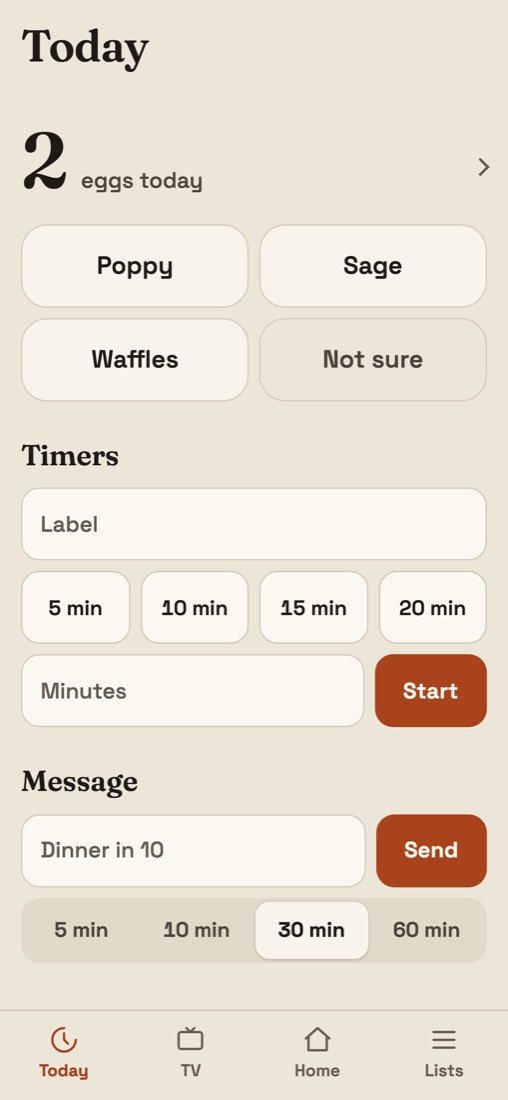 Today
2 eggs today
Poppy
Sage
Waffles
Not sure
Timers
Label
5 min
10 min
15 min
20 min
Minutes
Start
Message
Dinner in 10
Send
5 min
10 min
30 min
60 min
Today
TV
Home
Lists